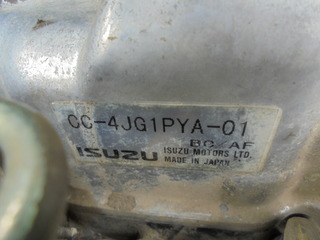 CC-4JG1PYA-01
BC/AF
ISUZU ISUZU MOTORS LTD.
MADE IN JAPAN